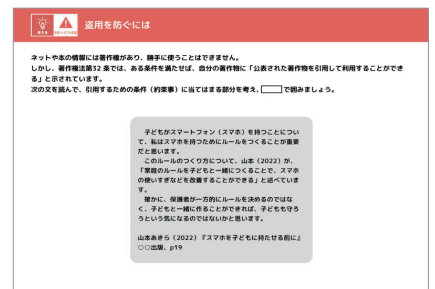 盗用を防ぐには
ネットや本の情報には著作権があり、勝手に使うことはできません。
しかし、著作権法第32 条では、ある条件を満たせば、自分の著作物に「公表された著作物を引用して利用することができ
る」と示されています。
次の文を読んで、引用するための条件（約束事）に当てはまる部分を考え、で囲みましょう。
子どもがスマートフォン（スマホ）を持つことについ
て、私はスマホを持つためにルールをつくることが重要
だと思います。
このルールのつくり方について、山本（2022）が、
「家庭のルールを子どもと一緒につくることで、スマホ
の使いすぎなどを改善することができる」と述べていま
す。
確かに、保護者が一方的にルールを決めるのではな
く、子どもと一緒に作ることができれば、子どもも守ろ
うという気になるのではないかと思います。
山本あきら（2022）『スマホを子どもに持たせる前に』
○○出版、p19